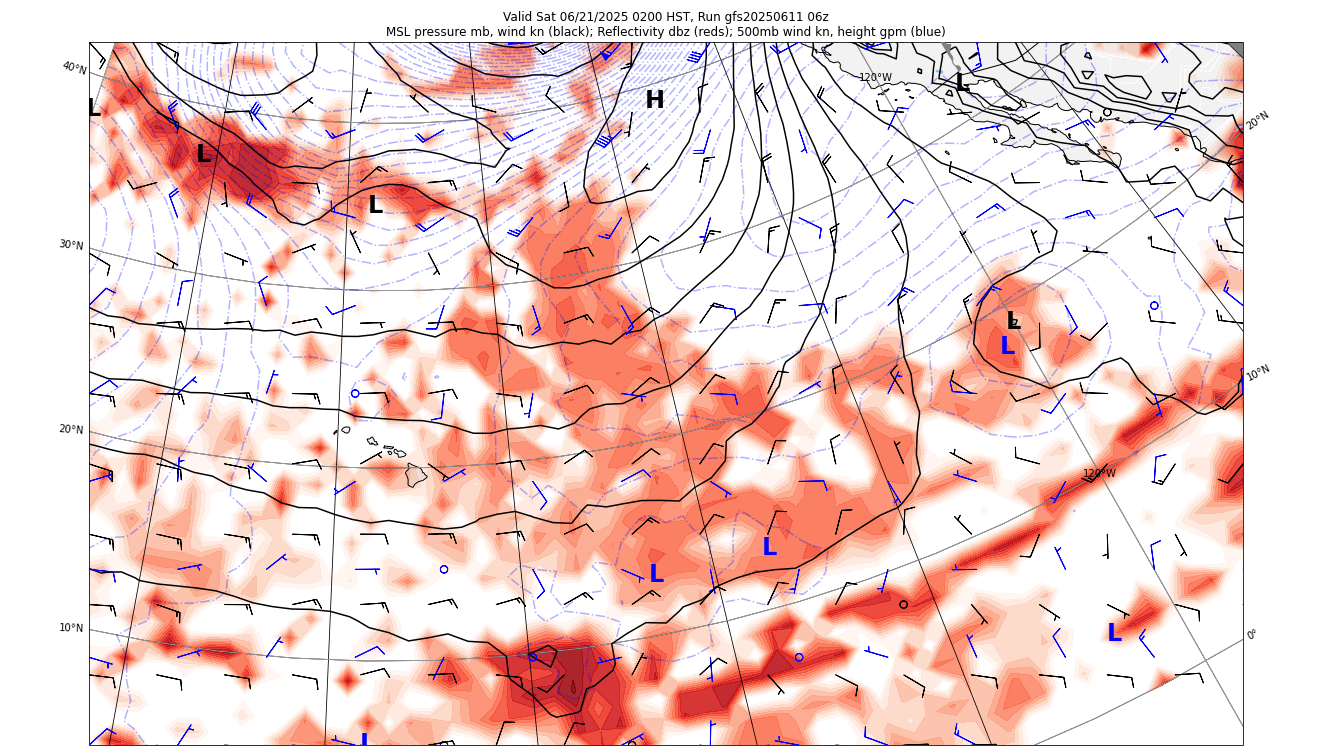 Valid Sat 06/21/2025 0200 HST, Run gfs20250611 06z
MSL pressure mb, wind kn (black); Reflectivity dbz (reds); 500mb wind kn, height gpm (blue)
40°N
120°W
L
H
L
20°N
L
L
30°N
L
L
10°N
20°N
120°W
L
L
10°N
L
0°
L